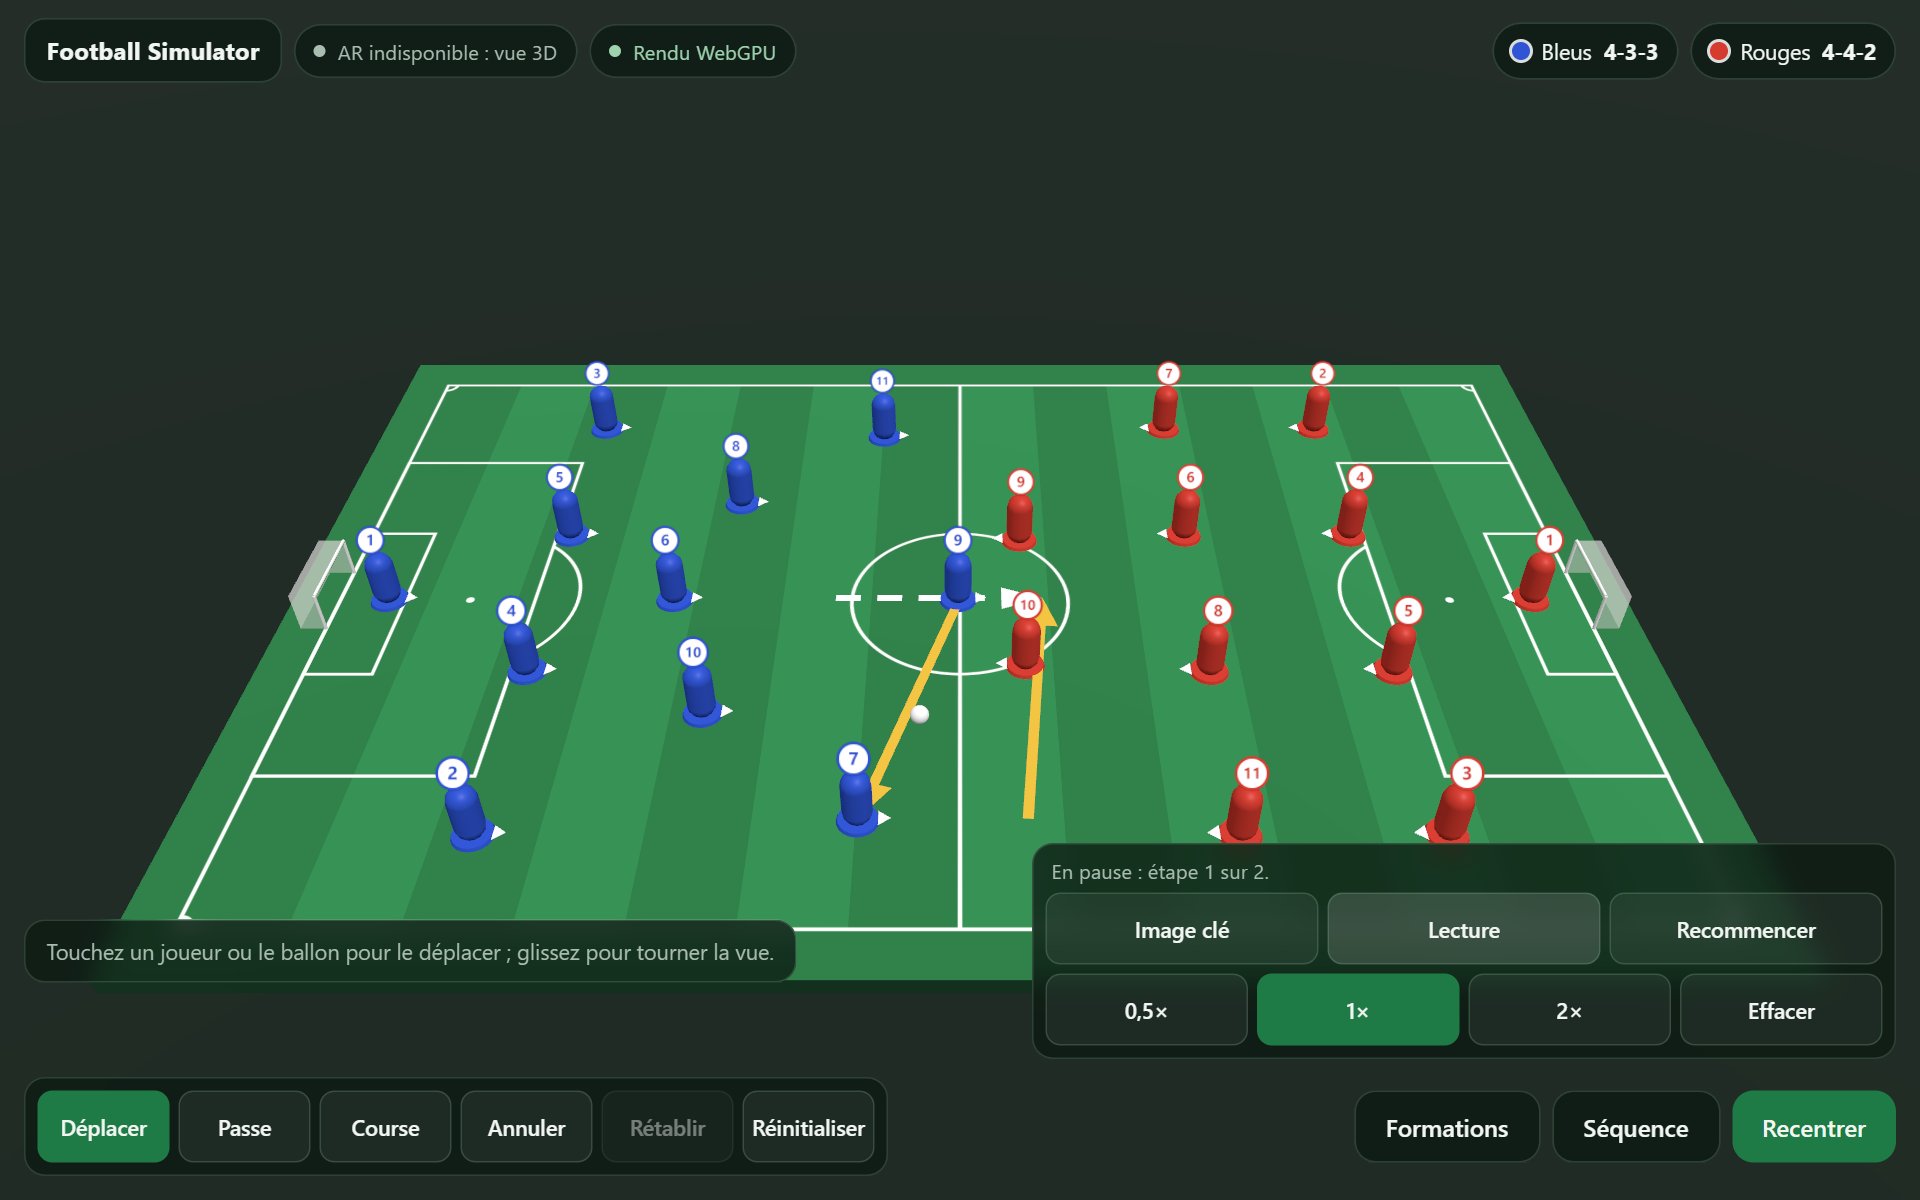 Football Simulator
AR indisponible : vue 3D
Rendu WebGPU
Bleus 4-3-3
Rouges 4-4-2
3
11
7
2
8
5
9
6
4
1
6
9
1
4
10
8
5
10
7
2
11
3
En pause : étape 1 sur 2.
Image clé
Lecture
Recommencer
Touchez un joueur ou le ballon pour le déplacer ; glissez pour tourner la vue.
0,5×
1×
2×
Effacer
Déplacer
Passe
Course
Annuler
Rétablir
Réinitialiser
Formations
Séquence
Recentrer